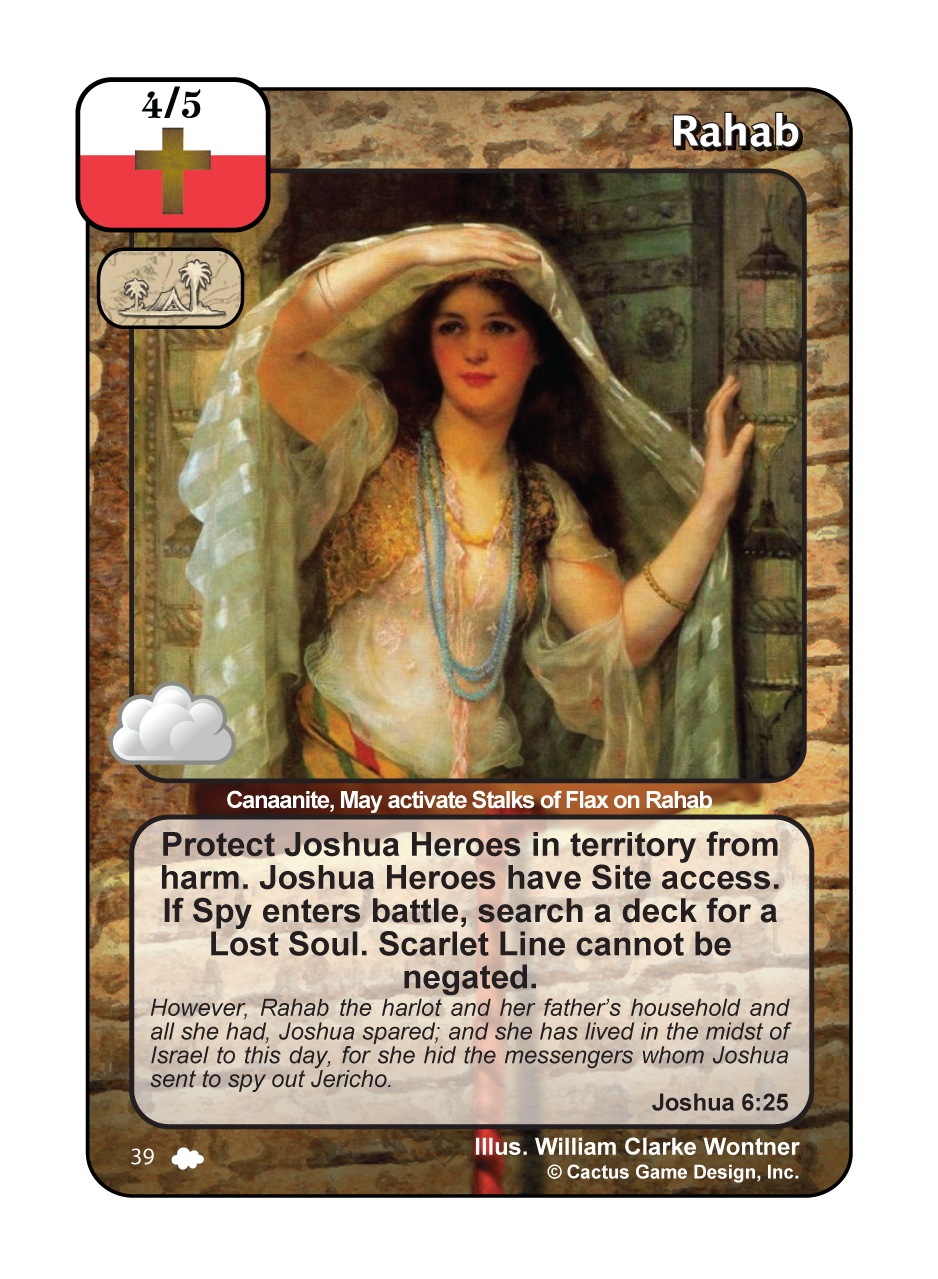 4/5
Rahab
Canaanite, May activate Stalks of Flax on Rahab
Protect Joshua Heroes in territory from
harm. Joshua Heroes have Site access.
If Spy enters battle, search a deck for a
Lost Soul. Scarlet Line cannot be
negated.
However, Rahab the harlot and her father's household and
all she had, Joshua spared; and she has lived in the midst of
Israel to this day, for she hid the messengers whom Joshua
sent to spy out Jericho.
Joshua 6:25
39
Illus. William Clarke Wontner
© Cactus Game Design, Inc.